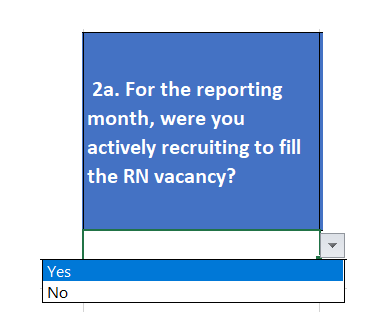 2a. For the reporting
month, were you
actively recruiting to fill
the RN vacancy?
Yes
No